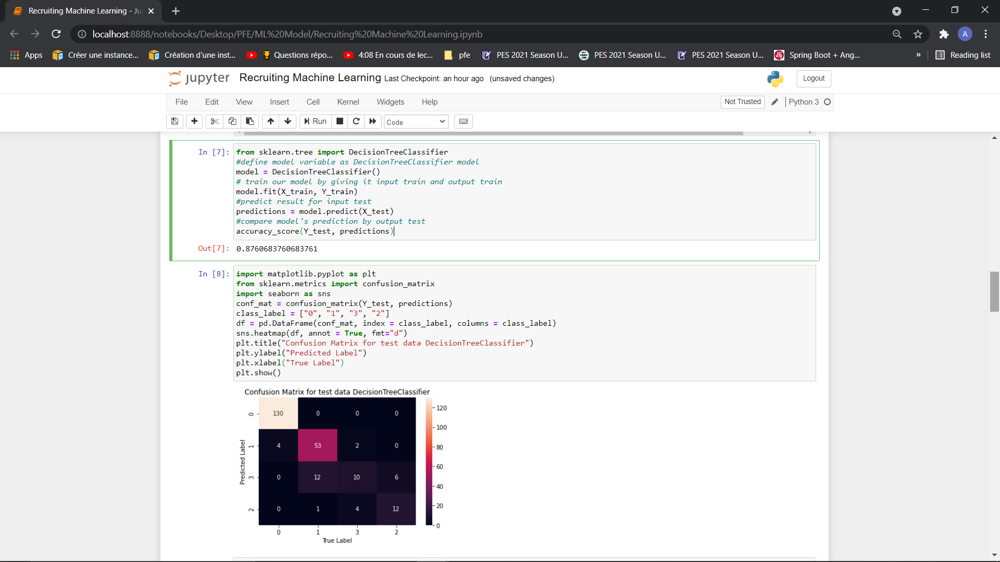 Recruiting Machine Learning - Ju
localhost:8888/notebooks/Desktop/PFE/ML%20Model/Recruiting%20Machine%20Learning.ipynb
A
Apps
Créer une instance...
Création d'une inst...
Questions répo...
4:08 En cours de lec...
pfe
PES 2021 Season U...
PES 2021 Season U...
PES 2021 Season U...
Spring Boot + Ang...
»
Reading list
jupyter Recruiting Machine Learning Last Checkpoint: an hour ago (unsaved changes)
Logout
File Edit View Insert Cell Kernel Widgets Help
Not Trusted
Python 3
Run
Code
In [7]: from sklearn.tree import DecisionTreeClassifier
#define model variable as DecisionTreeClassifier model
model = DecisionTreeClassifier()
# train our model by giving it input train and output train
model.fit(X_train, Y_train)
#predict result for input test
predictions = model.predict(X_test)
#compare model's prediction by output test
accuracy_score(Y_test, predictions)
Out[7]: 0.8760683760683761
In [8]: import matplotlib.pyplot as plt
from sklearn.metrics import confusion_matrix
import seaborn as sns
conf_mat = confusion_matrix(Y_test, predictions)
class_label = ["0", "1", "3", "2"]
df = pd.DataFrame(conf_mat, index = class_label, columns = class_label)
sns.heatmap(df, annot = True, fmt="d")
plt.title("Confusion Matrix for test data DecisionTreeClassifier")
plt.ylabel("Predicted Label")
plt.xlabel("True Label")
plt.show()
Confusion Matrix for test data DecisionTreeClassifier
Predicted Label
0 130 0 0 0
1 4 53 2 0
3 0 12 10 6
2 0 1 4 12
0 1 3 2
True Label
120
100
80
60
40
20
0